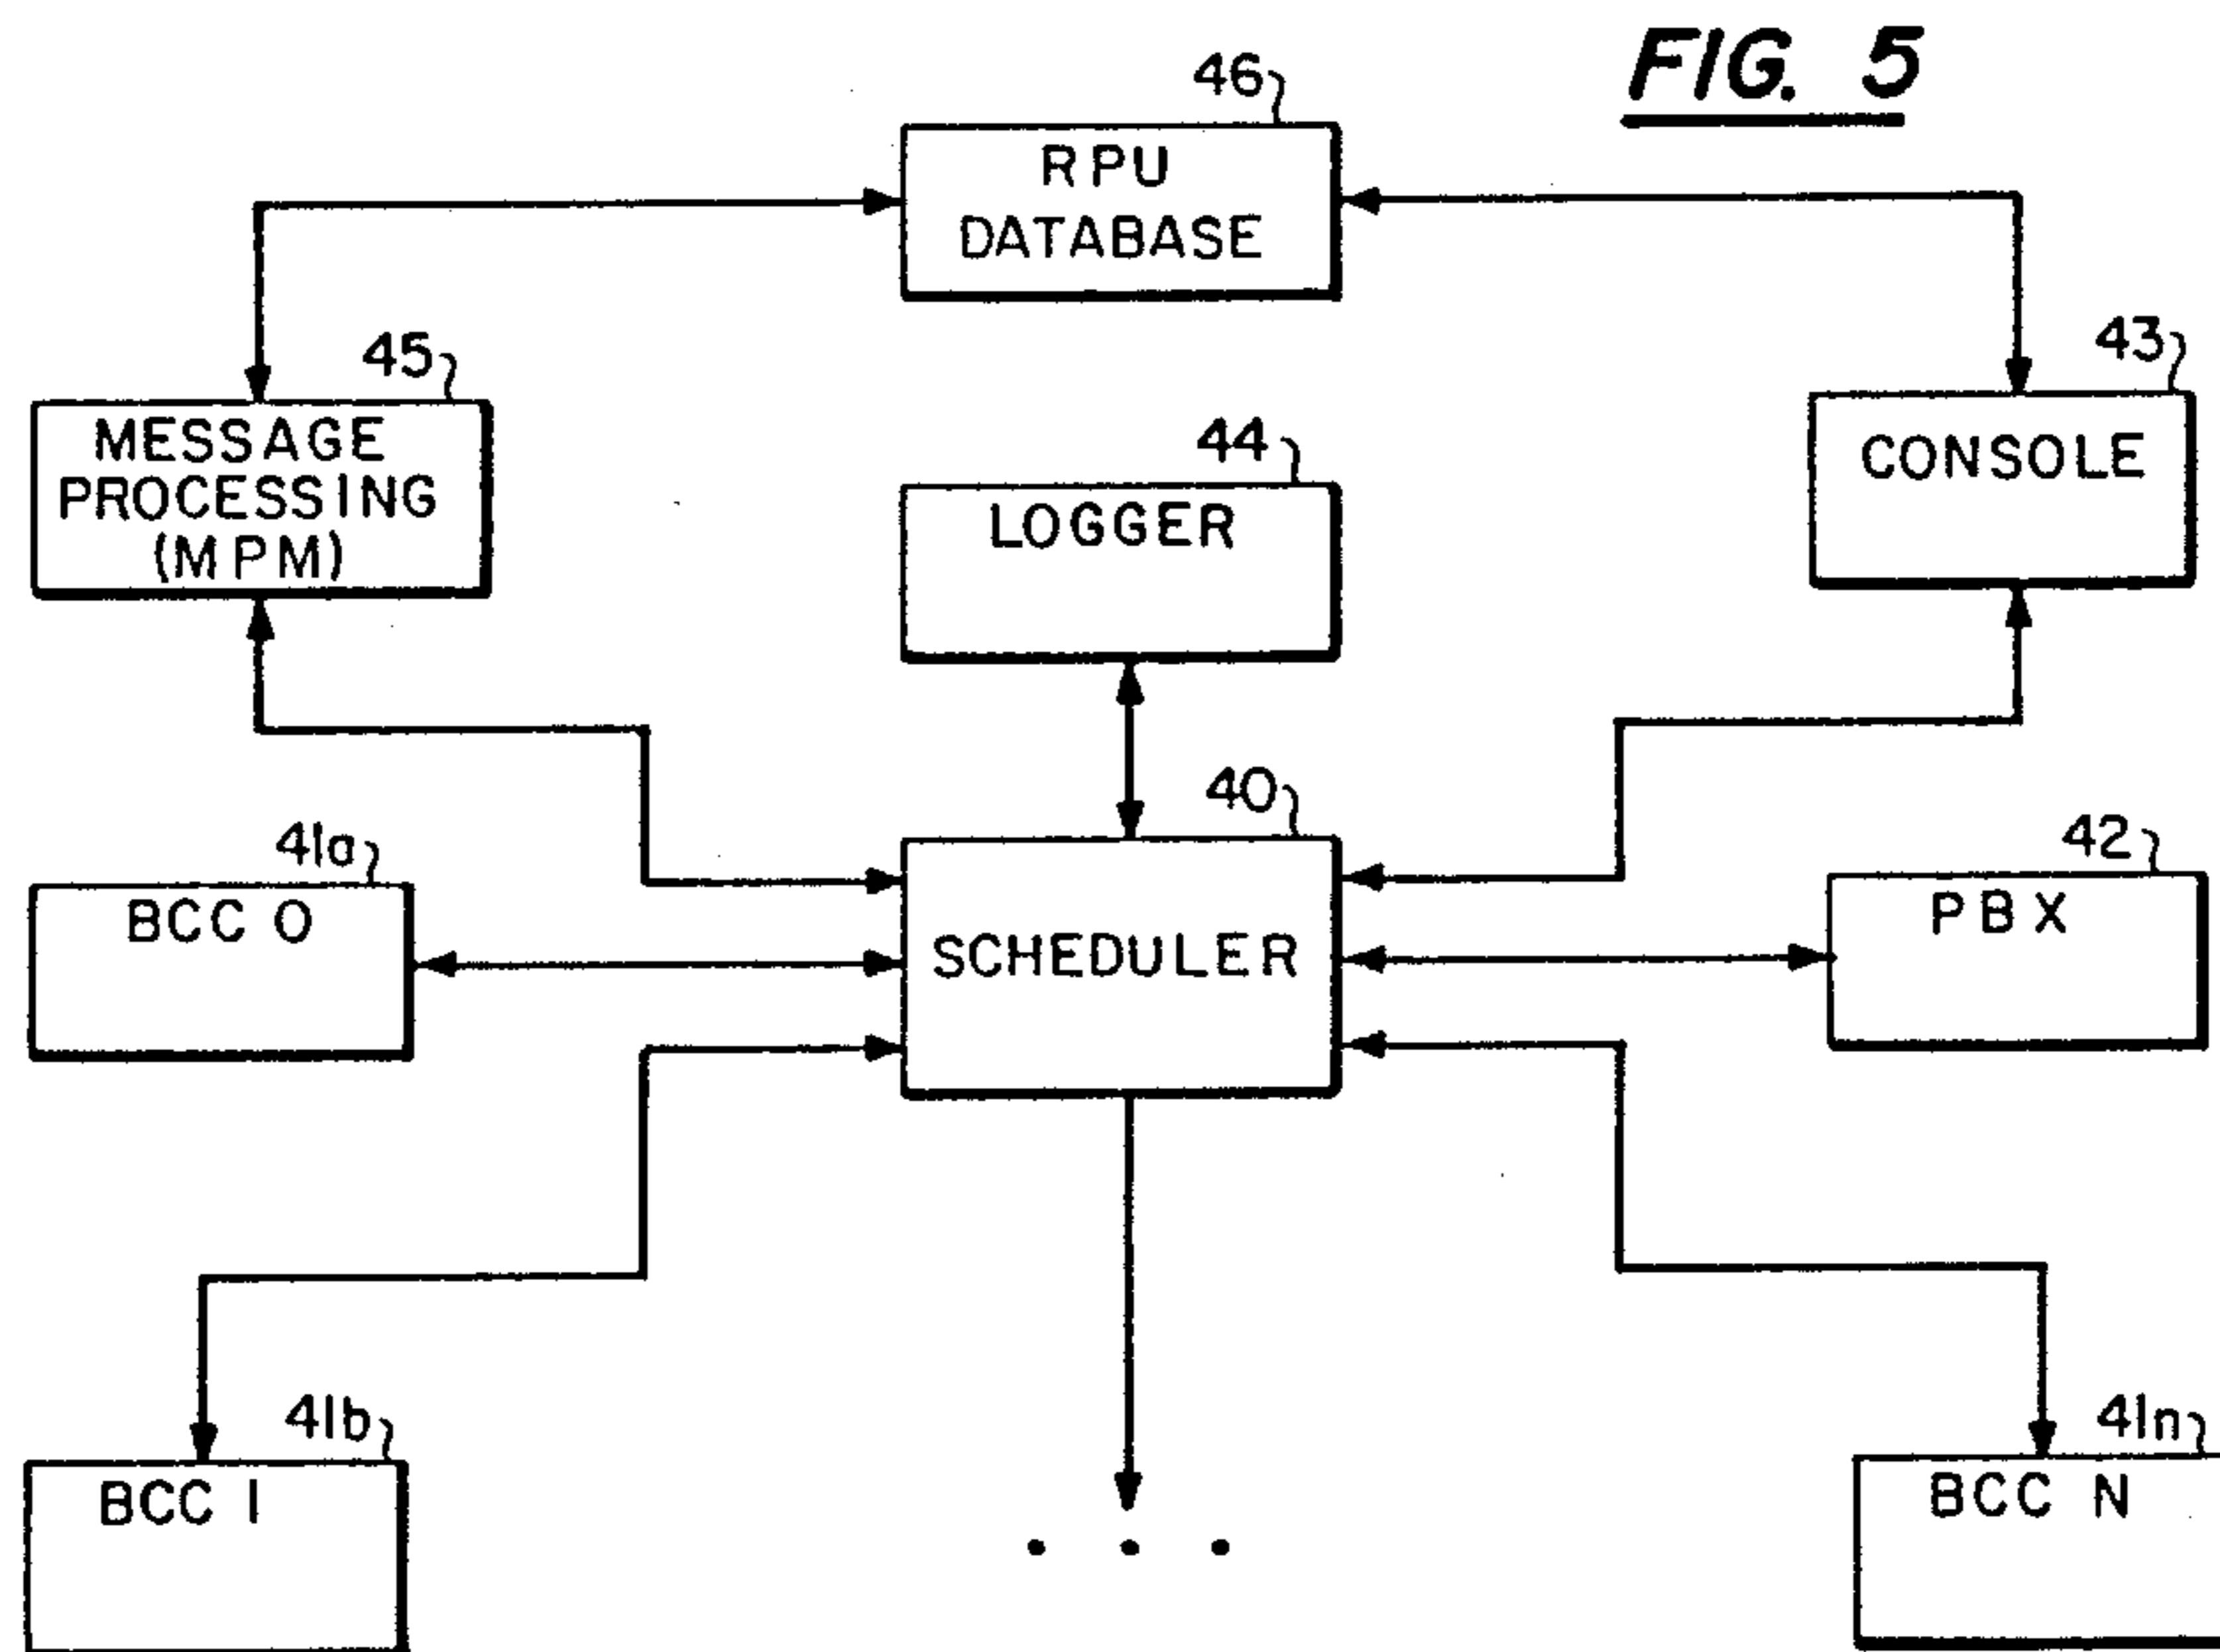 FIG. 5
46
RPU
DATABASE
45
MESSAGE
PROCESSING
(MPM)
43
CONSOLE
44
LOGGER
40
SCHEDULER
41a
BCC 0
42
PBX
41b
BCC 1
41n
BCC N